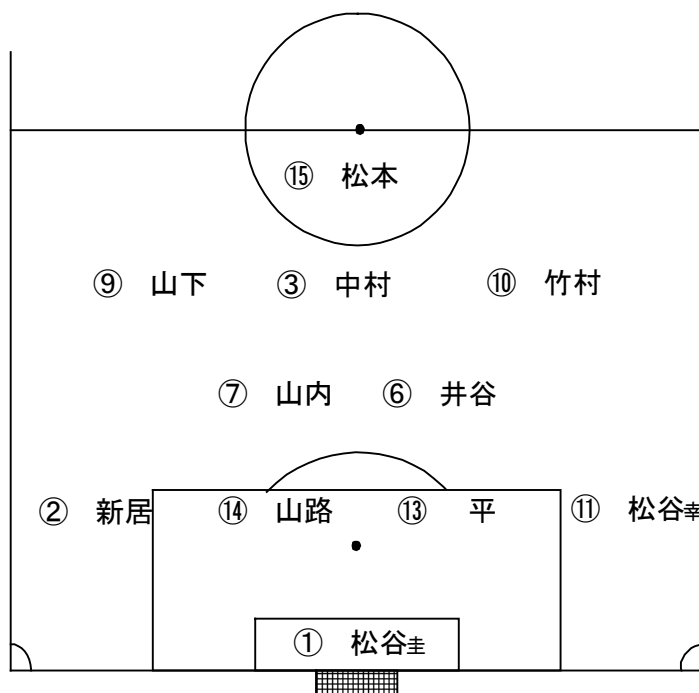 ⑮ 松本
⑨ 山下 ③ 中村 ⑩ 竹村
⑦ 山内 ⑥ 井谷
② 新居 ⑭ 山路 ⑬ 平 ⑪ 松谷幸
① 松谷圭